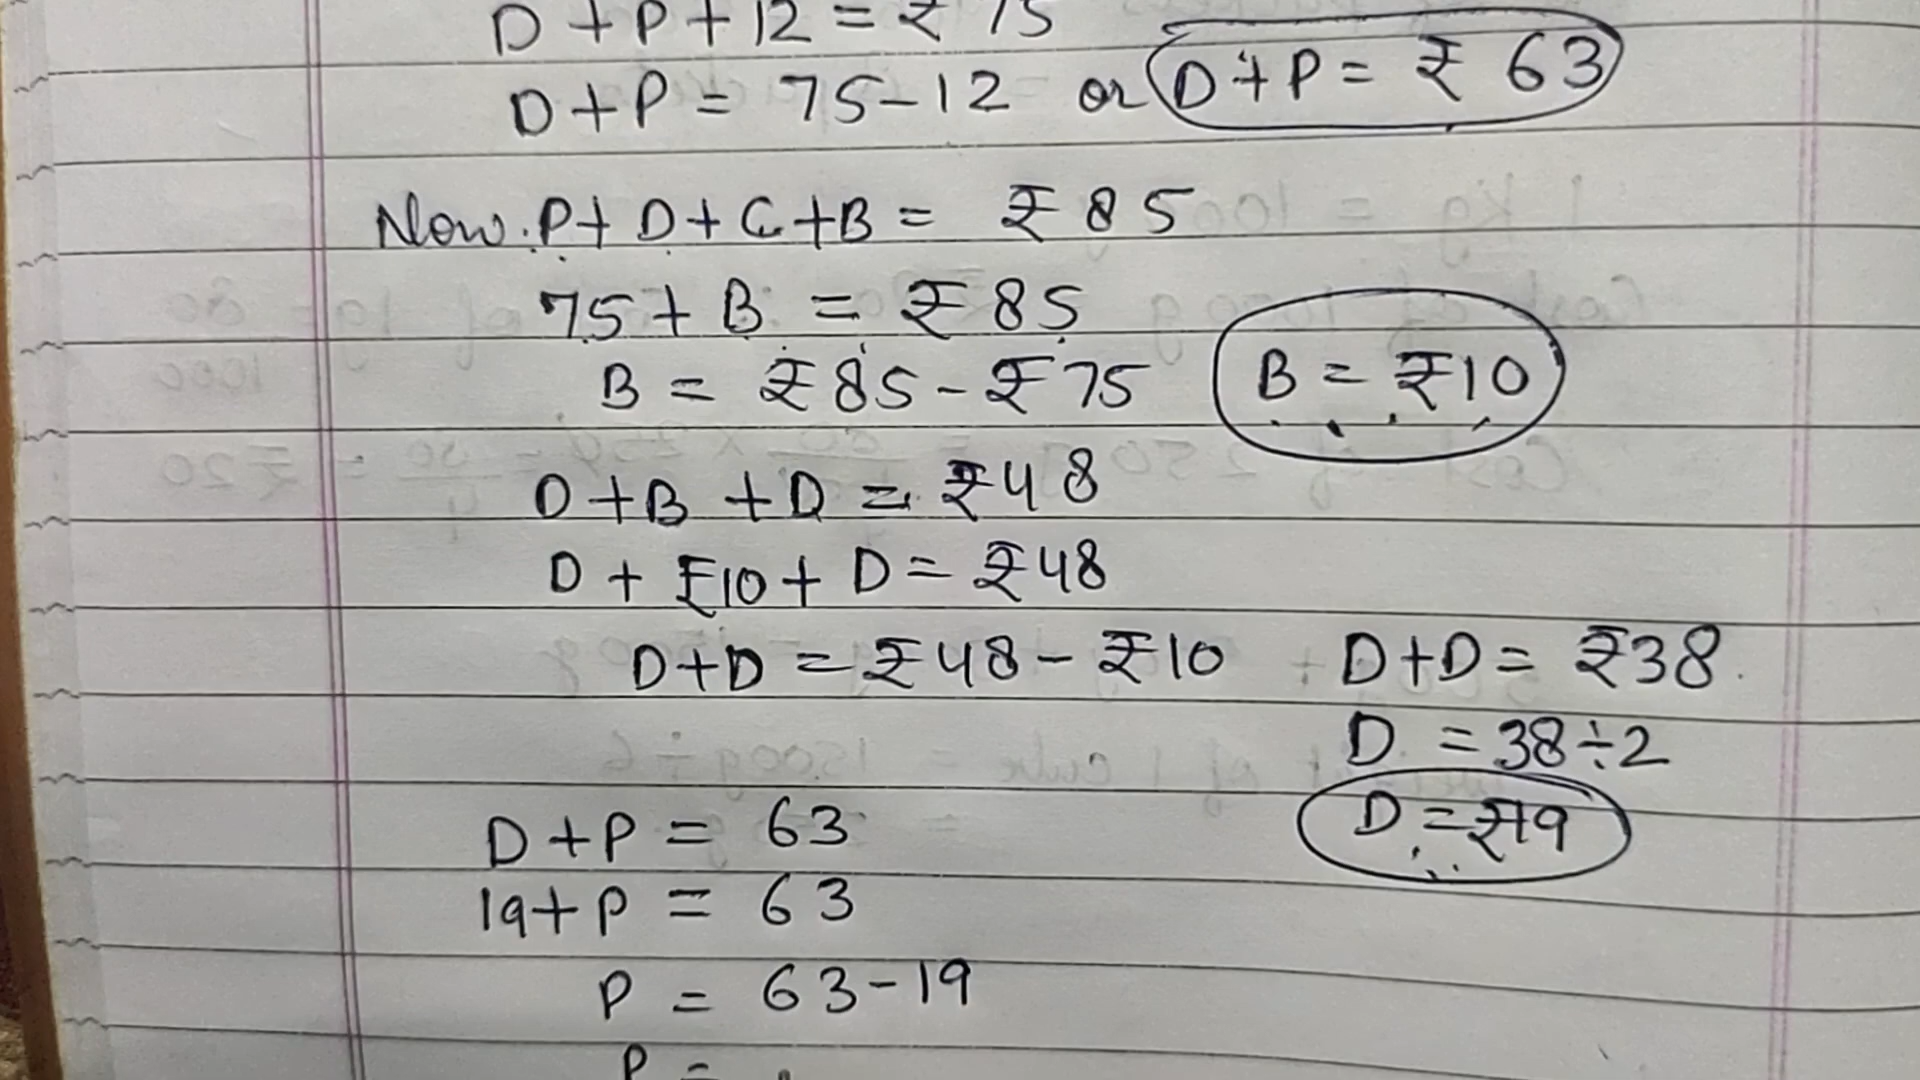 D + P + 12 = ₹ 75
D + P = 75 - 12 or D + P = ₹ 63
Now. P + D + C + B = ₹ 85
75 + B = ₹ 85
B = ₹ 85 - ₹ 75 B = ₹ 10
D + B + D = ₹ 48
D + ₹ 10 + D = ₹ 48
D + D = ₹ 48 - ₹ 10 D + D = ₹ 38.
D = 38 ÷ 2
D = ₹ 19
D + P = 63
19 + P = 63
P = 63 - 19
P =